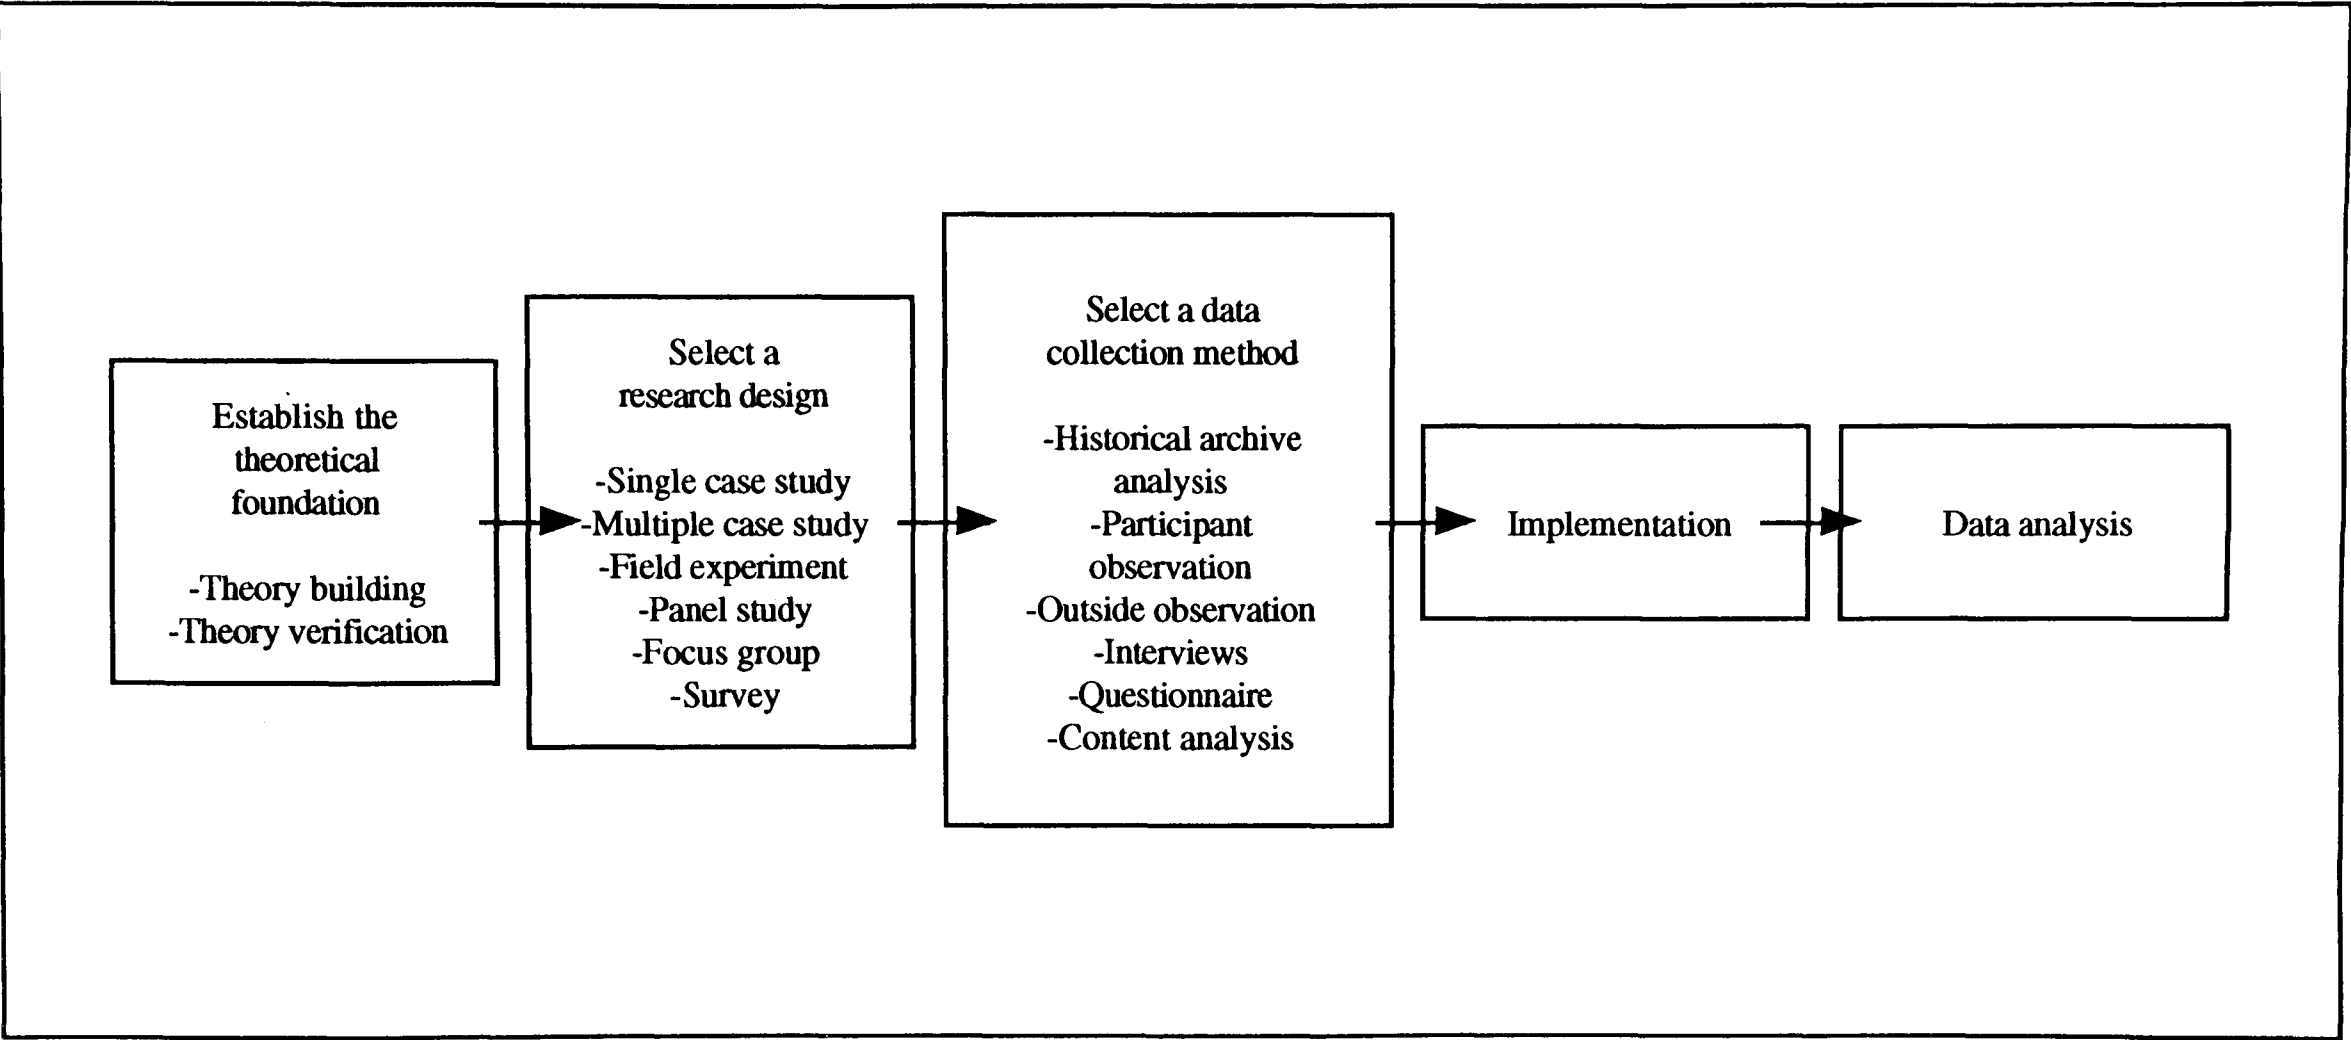 Establish the
theoretical
foundation
-Theory building
-Theory verification
Select a
research design
-Single case study
-Multiple case study
-Field experiment
-Panel study
-Focus group
-Survey
Select a data
collection method
-Historical archive
analysis
-Participant
observation
-Outside observation
-Interviews
-Questionnaire
-Content analysis
Implementation
Data analysis